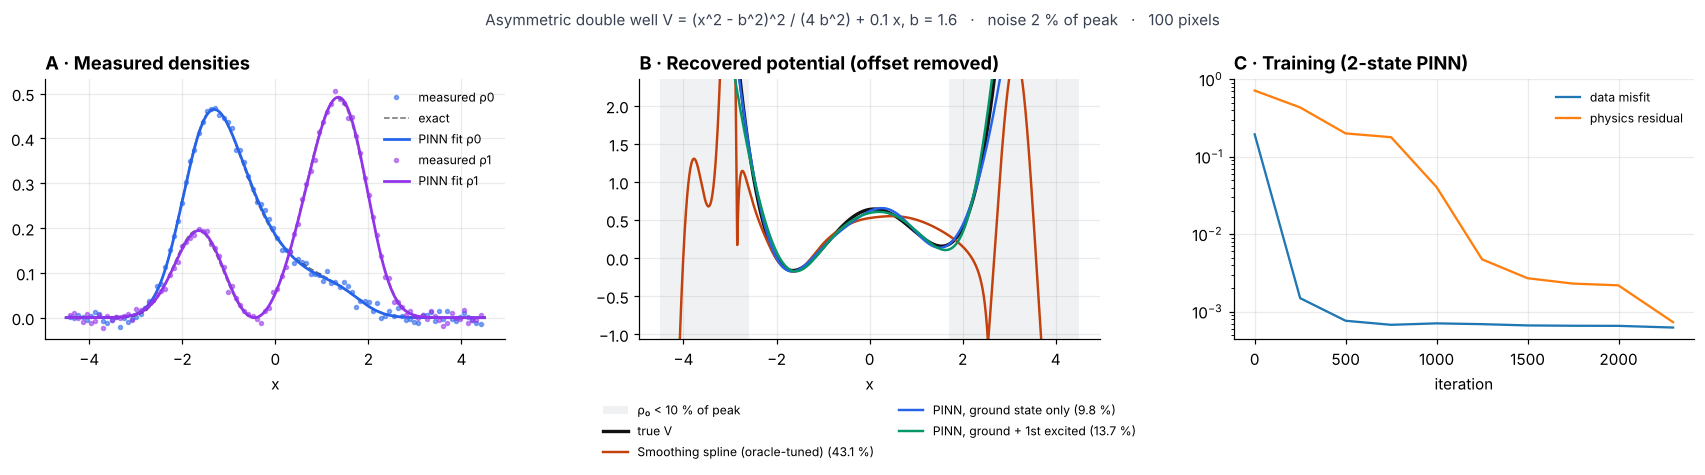 Asymmetric double well V = (x^2 - b^2)^2 / (4 b^2) + 0.1 x, b = 1.6 · noise 2 % of peak · 100 pixels
A · Measured densities
0.5
0.4
0.3
0.2
0.1
0.0
−4
−2
0
2
4
x
measured ρ0
exact
PINN fit ρ0
measured ρ1
PINN fit ρ1
B · Recovered potential (offset removed)
2.0
1.5
1.0
0.5
0.0
−0.5
−1.0
−4
−2
0
2
4
x
ρ₀ < 10 % of peak
true V
Smoothing spline (oracle-tuned) (43.1 %)
PINN, ground state only (9.8 %)
PINN, ground + 1st excited (13.7 %)
C · Training (2-state PINN)
10⁰
10⁻¹
10⁻²
10⁻³
0
500
1000
1500
2000
iteration
data misfit
physics residual